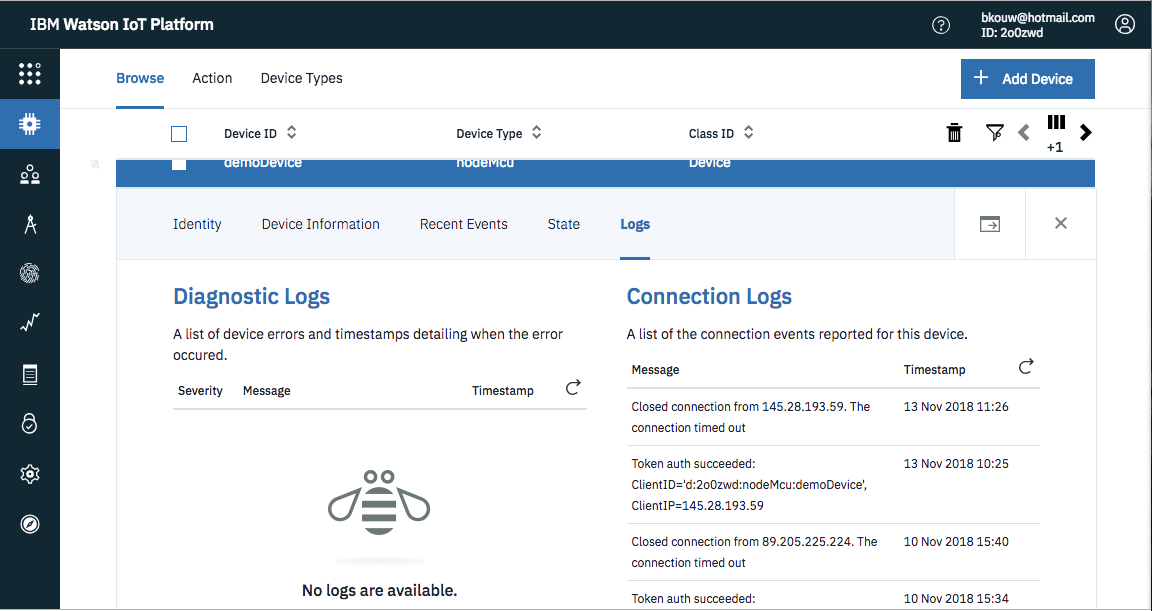 IBM Watson IoT Platform
bkouw@hotmail.com
ID: 2o0zwd
Browse Action Device Types
Add Device
Device ID Device Type Class ID
+1
demoDevice nodeMcu Device
Identity Device Information Recent Events State Logs
Diagnostic Logs
A list of device errors and timestamps detailing when the error
occured.
Severity Message Timestamp
No logs are available.
Connection Logs
A list of the connection events reported for this device.
Message Timestamp
Closed connection from 145.28.193.59. The 13 Nov 2018 11:26
connection timed out
Token auth succeeded: 13 Nov 2018 10:25
ClientID='d:2o0zwd:nodeMcu:demoDevice',
ClientIP=145.28.193.59
Closed connection from 89.205.225.224. The 10 Nov 2018 15:40
connection timed out
Token auth succeeded: 10 Nov 2018 15:34